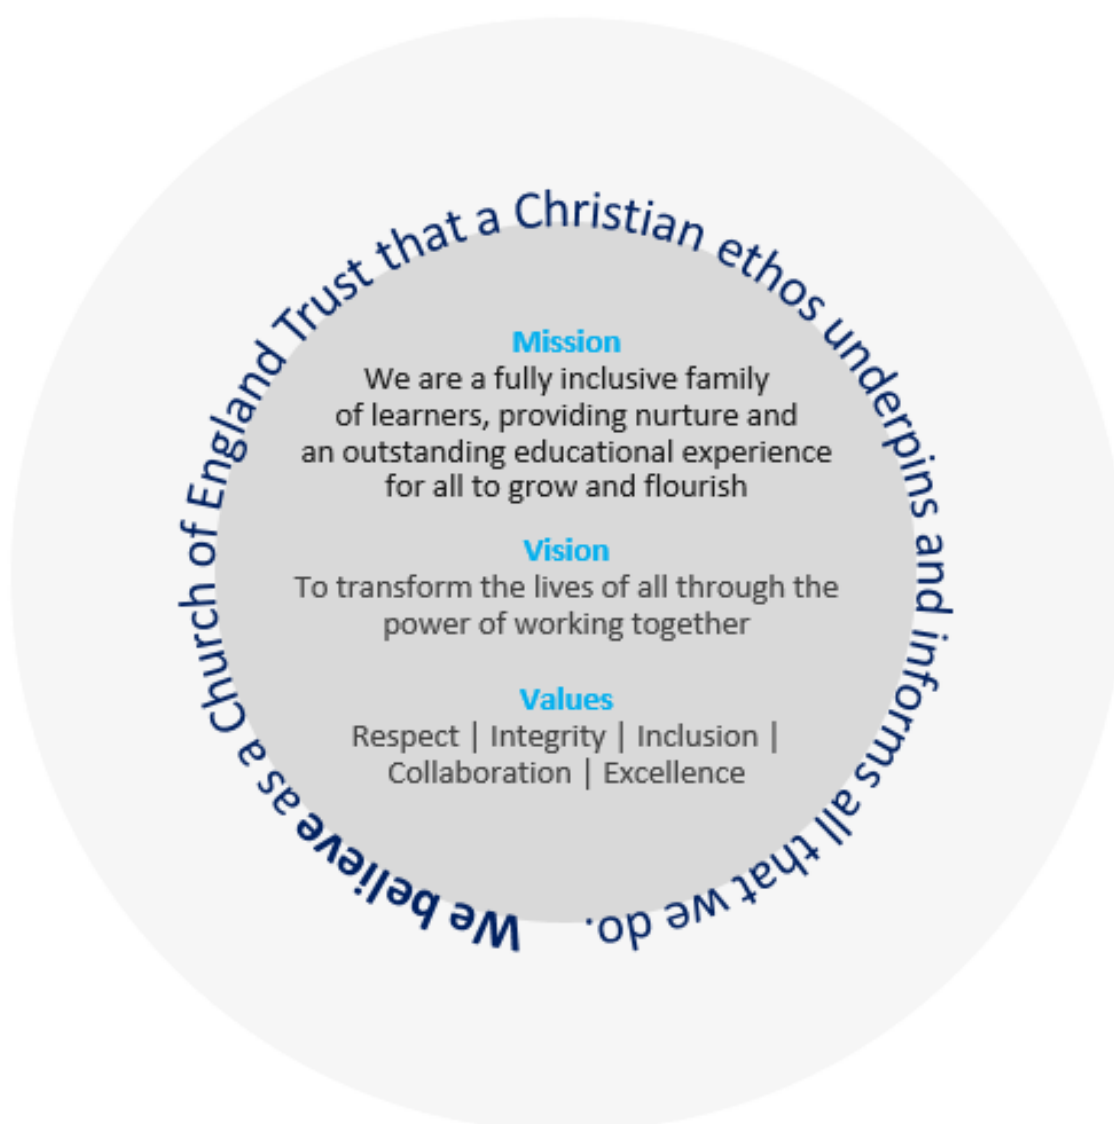 We believe as a Church of England Trust that a Christian ethos underpins and informs all that we do.
Mission
We are a fully inclusive family
of learners, providing nurture and
an outstanding educational experience
for all to grow and flourish
Vision
To transform the lives of all through the
power of working together
Values
Respect | Integrity | Inclusion |
Collaboration | Excellence